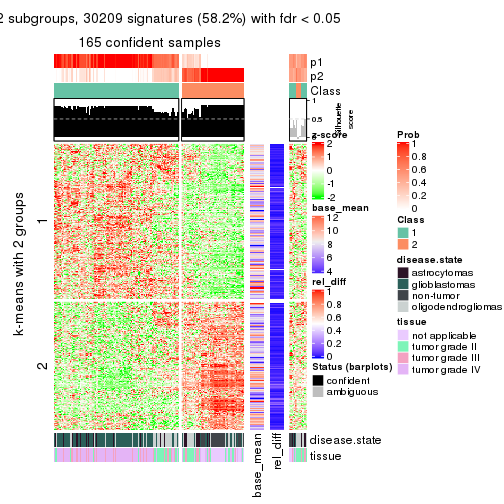 2 subgroups, 30209 signatures (58.2%) with fdr < 0.05
165 confident samples
p1
p2
Class
1
0.5
0
Silhouette
score
k-means with 2 groups
1
2
z-score
2
1
0
-1
-2
base_mean
12
10
8
6
4
rel_diff
1
0.8
0.6
0.4
0.2
0
Status (barplots)
confident
ambiguous
Prob
1
0.8
0.6
0.4
0.2
0
Class
1
2
disease.state
astrocytomas
glioblastomas
non-tumor
oligodendrogliomas
tissue
not applicable
tumor grade II
tumor grade III
tumor grade IV
disease.state
tissue
base_mean
rel_diff